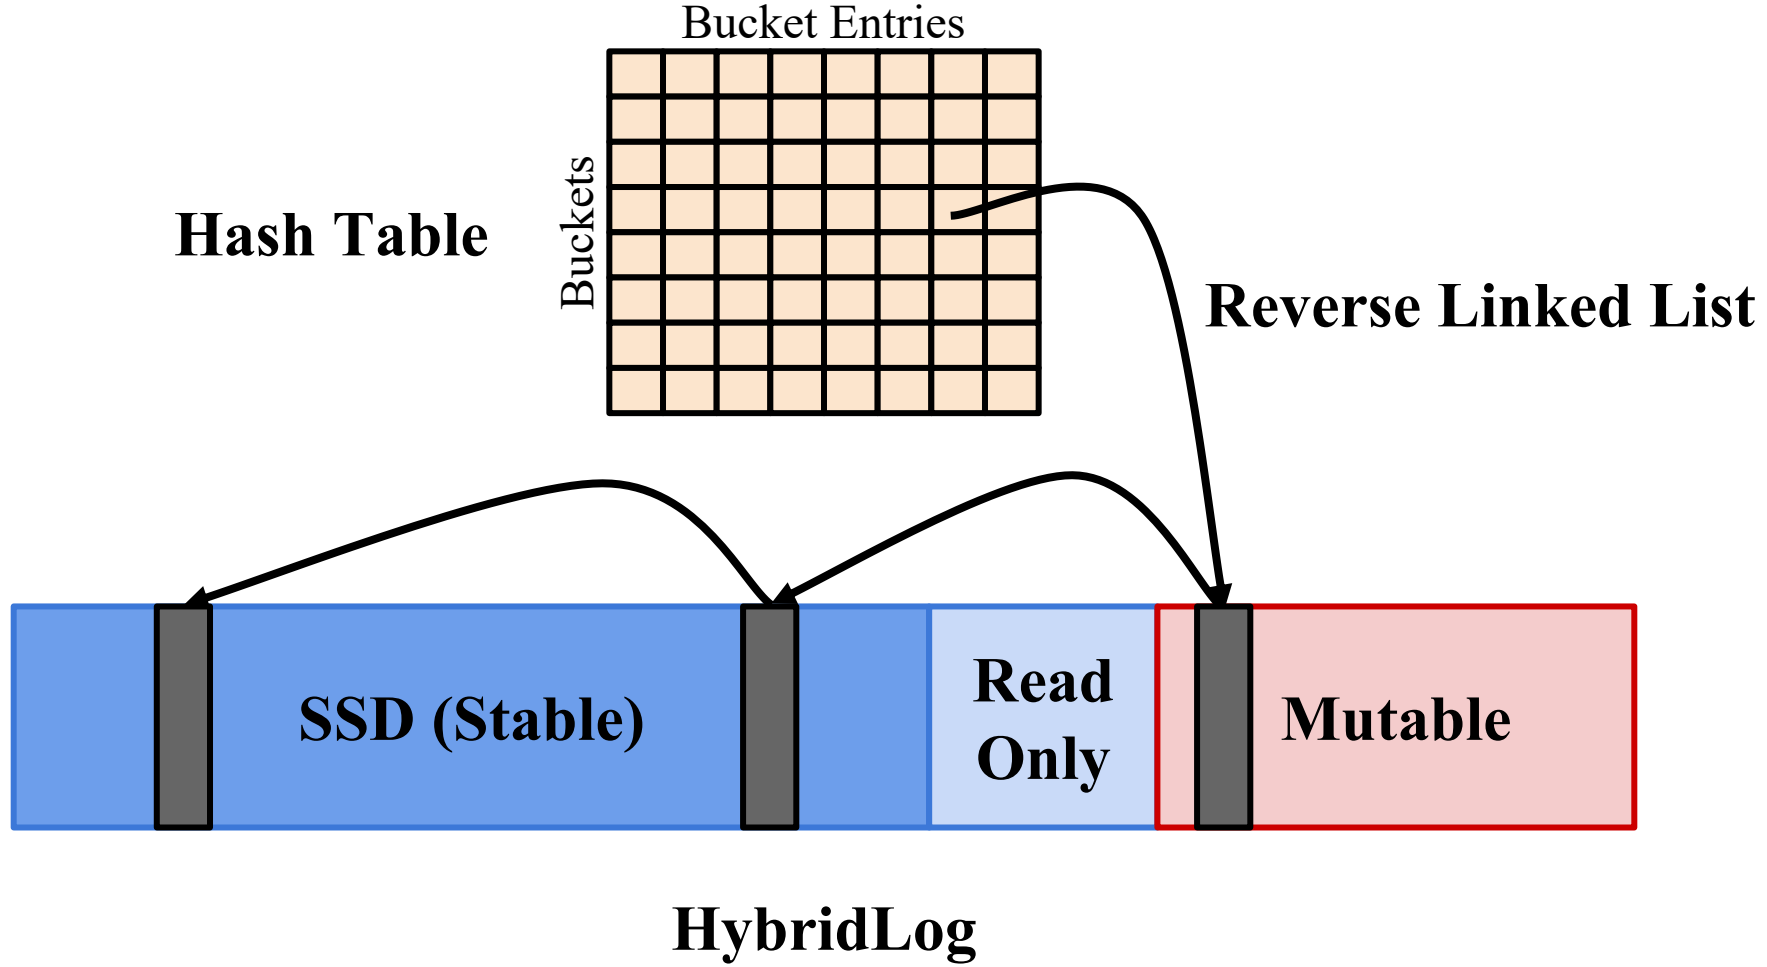 Bucket Entries
Buckets
Hash Table
Reverse Linked List
SSD (Stable)
Read
Only
Mutable
HybridLog